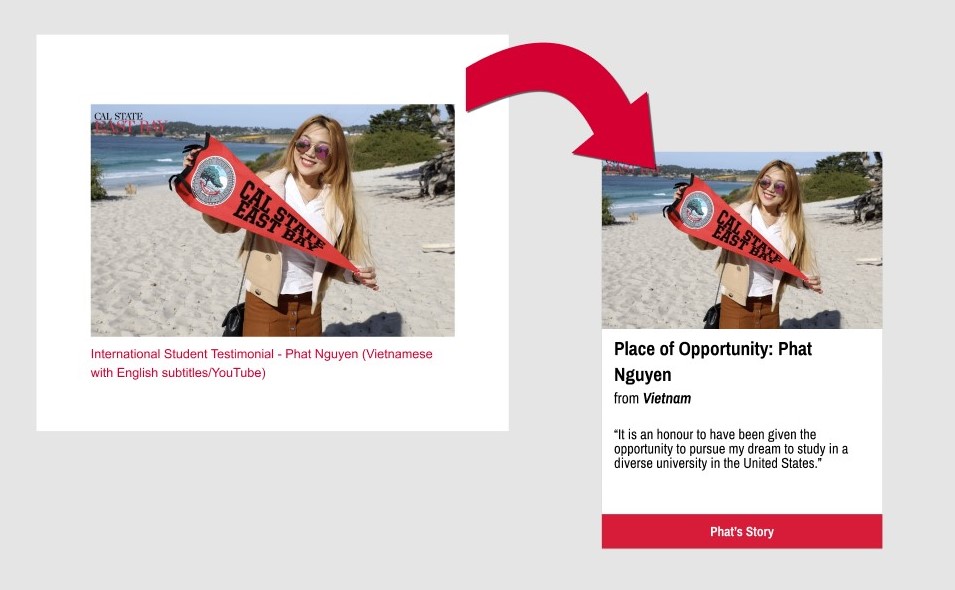 CAL STATE
EAST BAY
CAL STATE
EAST BAY
International Student Testimonial - Phat Nguyen (Vietnamese
with English subtitles/YouTube)
CAL STATE
EAST BAY
Place of Opportunity: Phat
Nguyen
from Vietnam
“It is an honour to have been given the
opportunity to pursue my dream to study in a
diverse university in the United States.”
Phat's Story